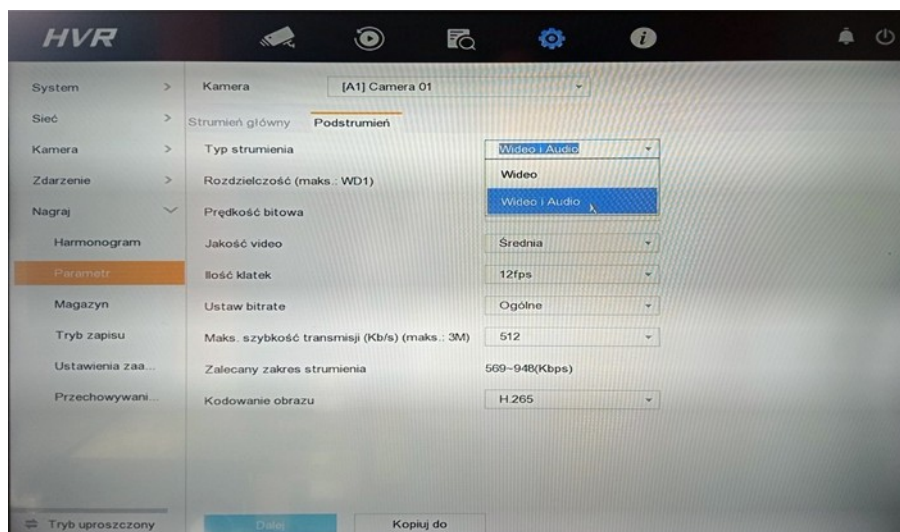 HVR
System >
Kamera [A1] Camera 01
Sieć >
Strumień główny Podstrumień
Kamera >
Typ strumienia Wideo i Audio
Wideo
Zdarzenie >
Rozdzielczość (maks.: WD1)
Wideo i Audio
Nagraj
Prędkość bitowa
Harmonogram
Jakość video Średnia
Parametr
Ilość klatek 12fps
Magazyn
Ustaw bitrate Ogólne
Tryb zapisu
Maks. szybkość transmisji (Kb/s) (maks.: 3M) 512
Ustawienia zaa...
Zalecany zakres strumienia 569~948(Kbps)
Przechowywani...
Kodowanie obrazu H.265
Tryb uproszczony
Dalej Kopiuj do